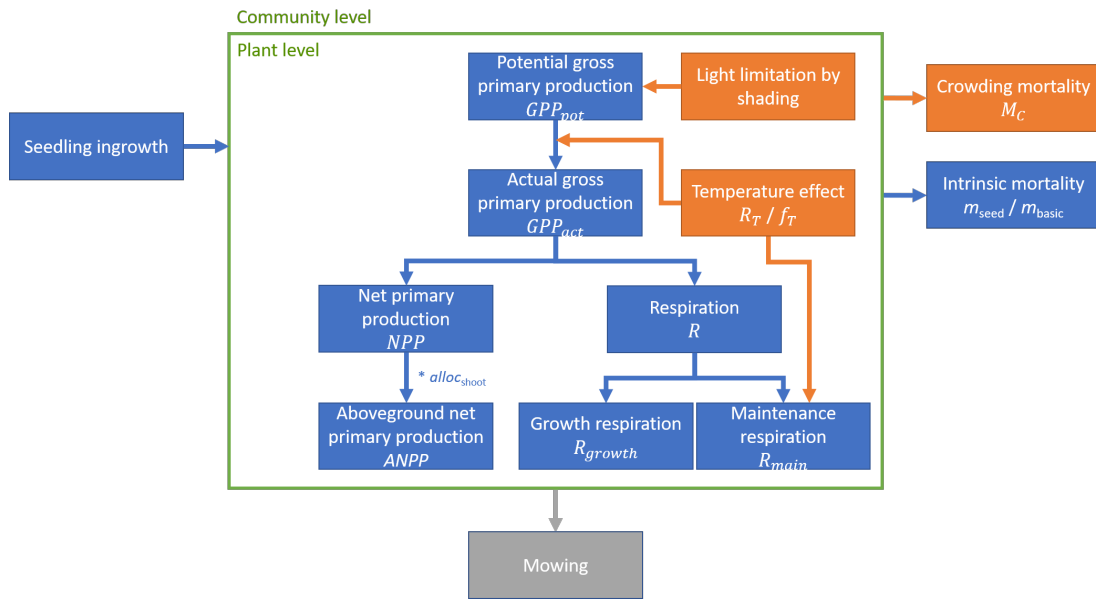 Community level
Plant level
Potential gross
primary production
GPP_pot
Light limitation by
shading
Crowding mortality
M_C
Seedling ingrowth
Actual gross
primary production
GPP_act
Temperature effect
R_T / f_T
Intrinsic mortality
m_seed / m_basic
Net primary
production
NPP
Respiration
R
* alloc_shoot
Aboveground net
primary production
ANPP
Growth respiration
R_growth
Maintenance
respiration
R_main
Mowing